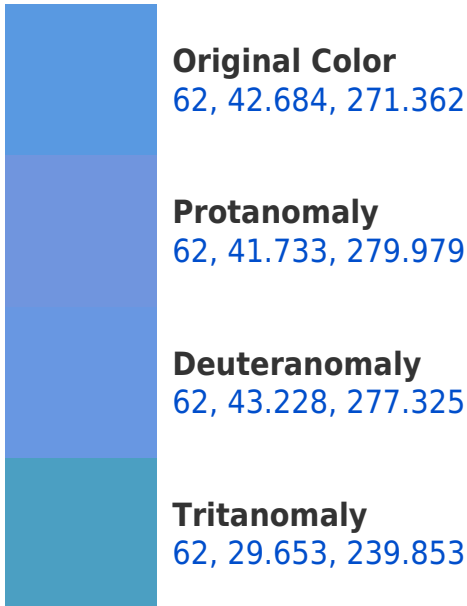 Original Color
62, 42.684, 271.362
Protanomaly
62, 41.733, 279.979
Deuteranomaly
62, 43.228, 277.325
Tritanomaly
62, 29.653, 239.853